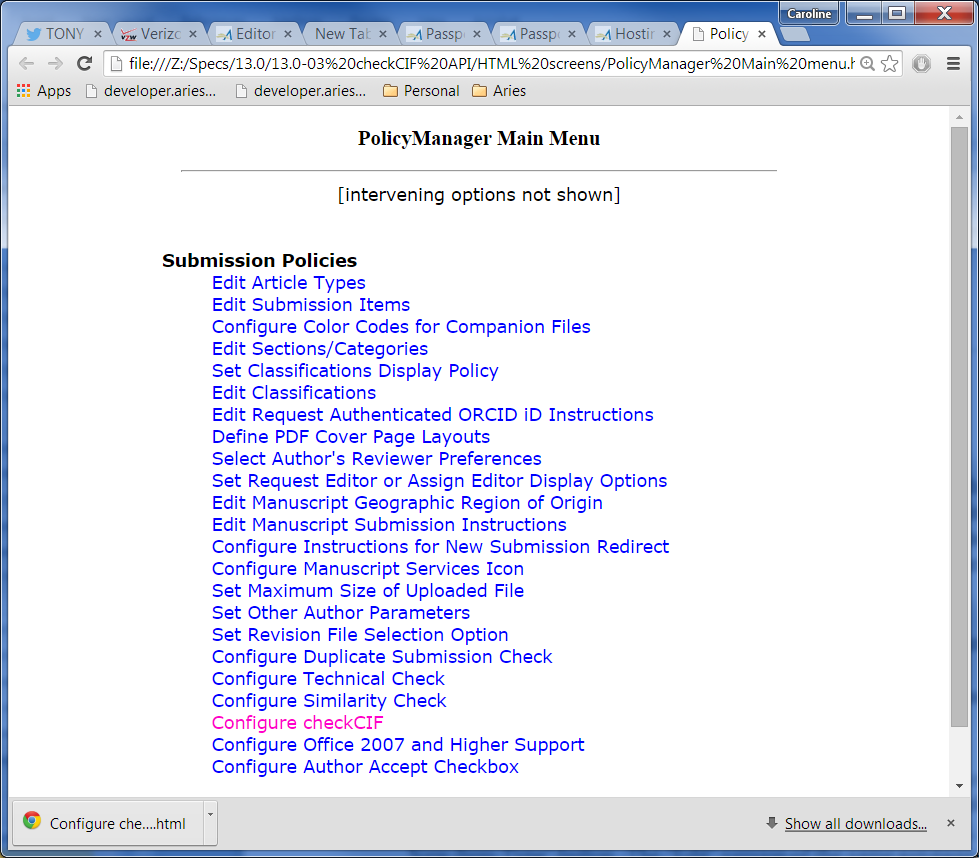 Caroline
TONY
Verizo
Editor
New Tab
Passpo
Passpo
Hostin
Policy
file:///Z:/Specs/13.0/13.0-03%20checkCIF%20API/HTML%20screens/PolicyManager%20Main%20menu.h
Apps developer.aries... developer.aries... Personal Aries
PolicyManager Main Menu
[intervening options not shown]
Submission Policies
Edit Article Types
Edit Submission Items
Configure Color Codes for Companion Files
Edit Sections/Categories
Set Classifications Display Policy
Edit Classifications
Edit Request Authenticated ORCID iD Instructions
Define PDF Cover Page Layouts
Select Author's Reviewer Preferences
Set Request Editor or Assign Editor Display Options
Edit Manuscript Geographic Region of Origin
Edit Manuscript Submission Instructions
Configure Instructions for New Submission Redirect
Configure Manuscript Services Icon
Set Maximum Size of Uploaded File
Set Other Author Parameters
Set Revision File Selection Option
Configure Duplicate Submission Check
Configure Technical Check
Configure Similarity Check
Configure checkCIF
Configure Office 2007 and Higher Support
Configure Author Accept Checkbox
Configure che....html Show all downloads...